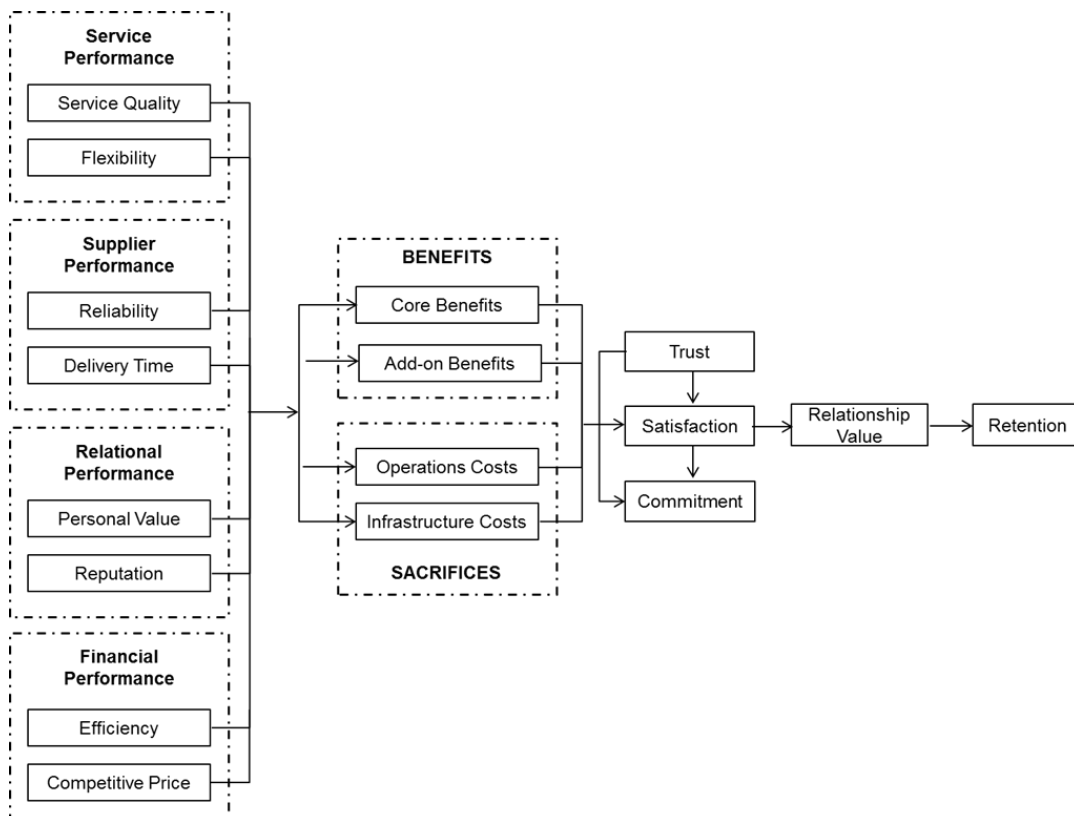 Service
Performance
Service Quality
Flexibility
Supplier
Performance
Reliability
Delivery Time
Relational
Performance
Personal Value
Reputation
Financial
Performance
Efficiency
Competitive Price
BENEFITS
Core Benefits
Add-on Benefits
Operations Costs
Infrastructure Costs
SACRIFICES
Trust
Satisfaction
Commitment
Relationship
Value
Retention